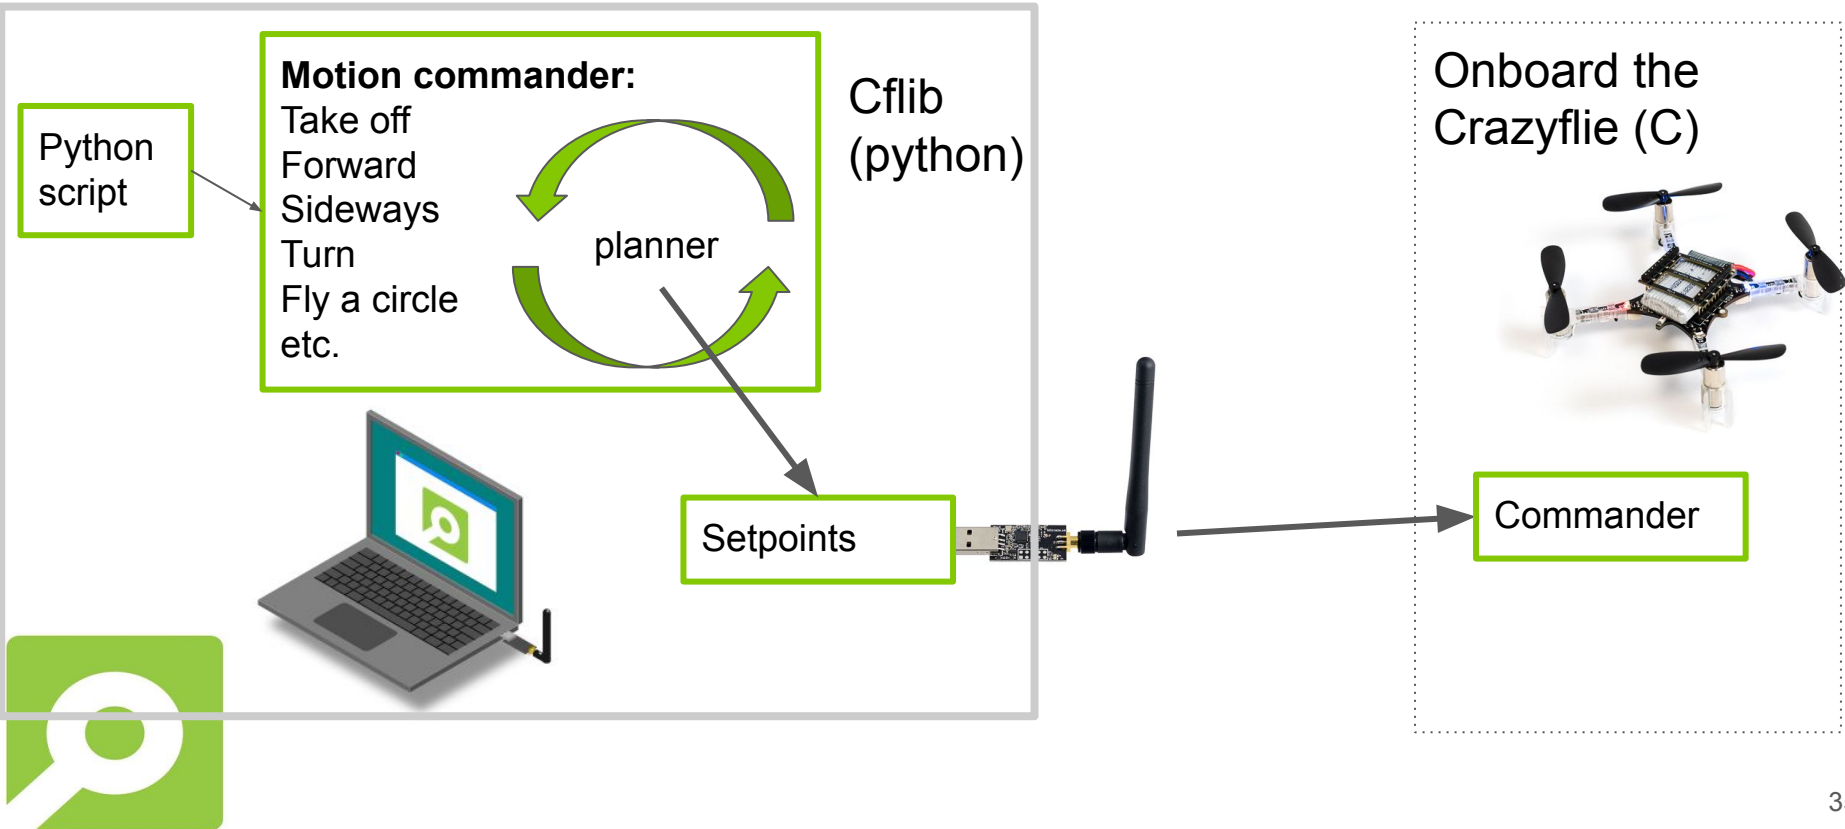 Python
script
Motion commander:
Take off
Forward
Sideways
Turn
Fly a circle
etc.
planner
Cflib
(python)
Setpoints
Onboard the
Crazyflie (C)
Commander